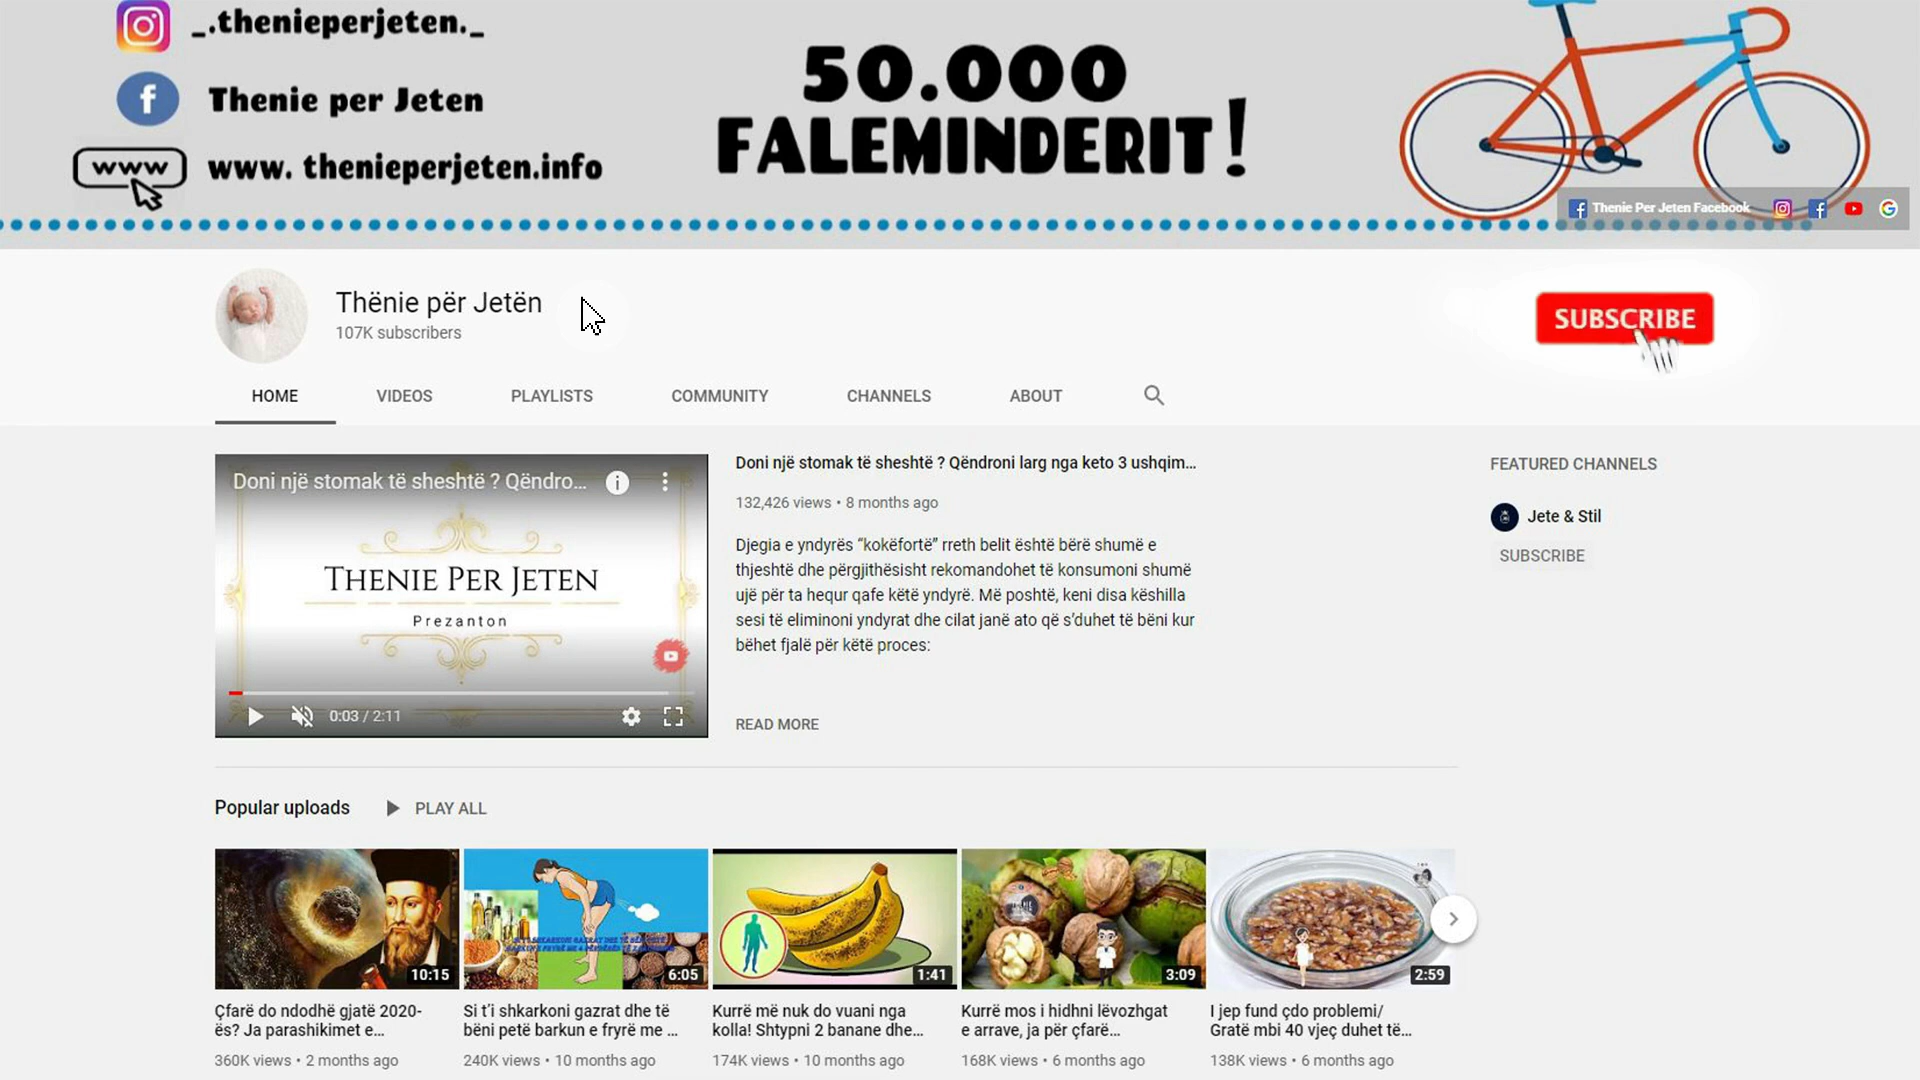 _.thenieperjeten._
Thenie per Jeten
www
www. thenieperjeten.info
50.000
FALEMINDERIT!
Thenie Per Jeten Facebook
Thënie për Jetën
107K subscribers
SUBSCRIBE
HOME
VIDEOS
PLAYLISTS
COMMUNITY
CHANNELS
ABOUT
Doni një stomak të sheshtë ? Qëndro...
THENIE PER JETEN
Prezanton
0:03 / 2:11
Doni një stomak të sheshtë ? Qëndroni larg nga keto 3 ushqim...
132,426 views • 8 months ago
Djegia e yndyrës “kokëfortë” rreth belit është bërë shumë e
thjeshtë dhe përgjithësisht rekomandohet të konsumoni shumë
ujë për ta hequr qafe këtë yndyrë. Më poshtë, keni disa këshilla
sesi të eliminoni yndyrat dhe cilat janë ato që s’duhet të bëni kur
bëhet fjalë për këtë proces:
READ MORE
FEATURED CHANNELS
Jete & Stil
SUBSCRIBE
Popular uploads
PLAY ALL
10:15
6:05
1:41
3:09
2:59
Çfarë do ndodhë gjatë 2020-
ës? Ja parashikimet e...
360K views • 2 months ago
Si t’i shkarkoni gazrat dhe të
bëni petë barkun e fryrë me ...
240K views • 10 months ago
Kurrë më nuk do vuani nga
kolla! Shtypni 2 banane dhe...
174K views • 10 months ago
Kurrë mos i hidhni lëvozhgat
e arrave, ja për çfarë...
168K views • 6 months ago
I jep fund çdo problemi/
Gratë mbi 40 vjeç duhet të...
138K views • 6 months ago